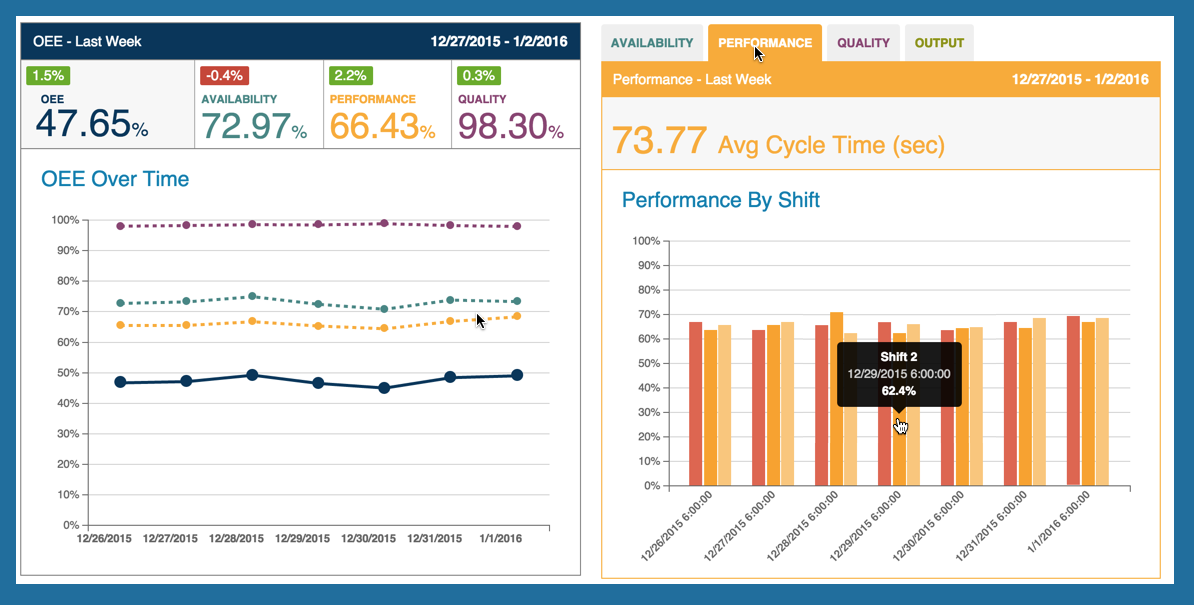 OEE - Last Week 12/27/2015 - 1/2/2016
1.5% -0.4% 2.2% 0.3%
OEE AVAILABILITY PERFORMANCE QUALITY
47.65% 72.97% 66.43% 98.30%
OEE Over Time
100%
90%
80%
70%
60%
50%
40%
30%
20%
10%
0%
12/26/2015 12/27/2015 12/28/2015 12/29/2015 12/30/2015 12/31/2015 1/1/2016
AVAILABILITY PERFORMANCE QUALITY OUTPUT
Performance - Last Week 12/27/2015 - 1/2/2016
73.77 Avg Cycle Time (sec)
Performance By Shift
100%
90%
80%
70%
60%
50%
40%
30%
20%
10%
0%
Shift 2
12/29/2015 6:00:00
62.4%
12/26/2015 6:00:00
12/27/2015 6:00:00
12/28/2015 6:00:00
12/29/2015 6:00:00
12/30/2015 6:00:00
12/31/2015 6:00:00
1/1/2016 6:00:00